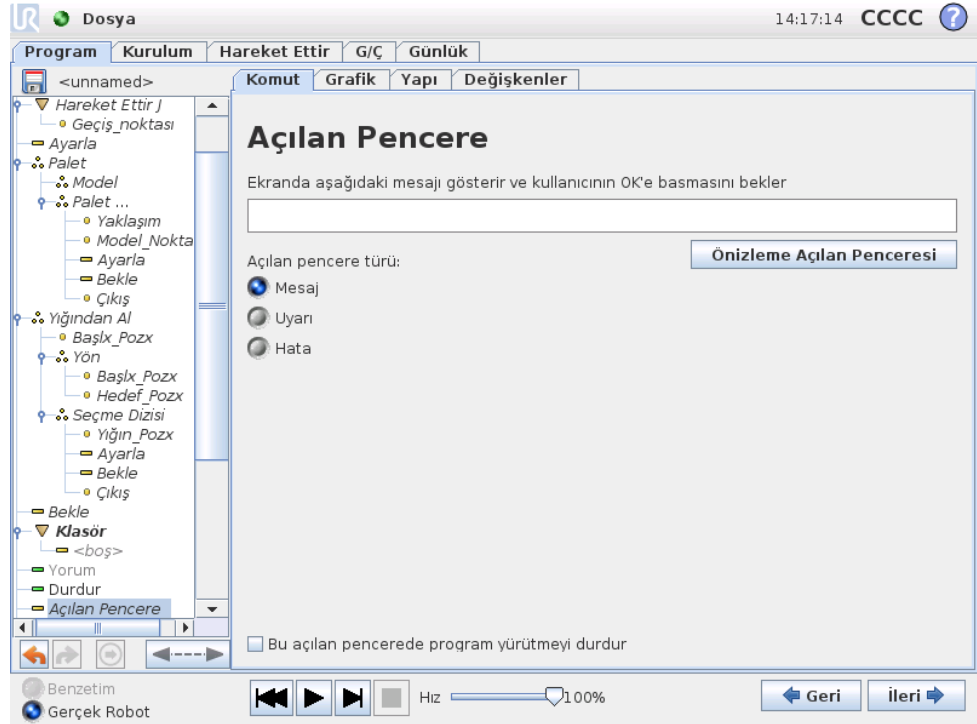 UR Dosya 14:17:14 CCCC ?
Program Kurulum Hareket Ettir G/Ç Günlük
<unnamed>
Komut Grafik Yapı Değişkenler
Hareket Ettir J
Geçiş_noktası
Ayarla
Palet
Model
Palet ...
Yaklaşım
Model_Nokta
Ayarla
Bekle
Çıkış
Yığından Al
Başlx_Pozx
Yön
Başlx_Pozx
Hedef_Pozx
Seçme Dizisi
Yığın_Pozx
Ayarla
Bekle
Çıkış
Bekle
Klasör
<boş>
Yorum
Durdur
Açılan Pencere
Açılan Pencere
Ekranda aşağıdaki mesajı gösterir ve kullanıcının OK'e basmasını bekler
Önizleme Açılan Penceresi
Açılan pencere türü:
Mesaj
Uyarı
Hata
Bu açılan pencerede program yürütmeyi durdur
Benzetim
Gerçek Robot
Hız 100%
Geri İleri